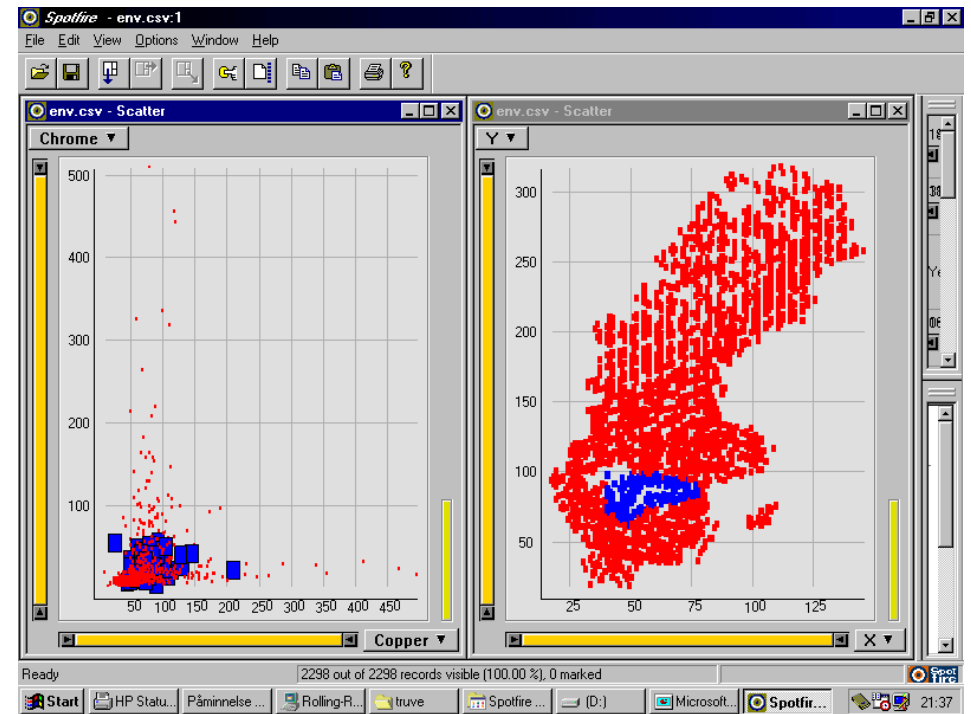 Spotfire - env.csv:1
File Edit View Options Window Help
env.csv - Scatter
env.csv - Scatter
Chrome
Y
500
400
300
200
100
50 100 150 200 250 300 350 400 450
Copper
300
250
200
150
100
50
25 50 75 100 125
X
Ready
2298 out of 2298 records visible (100.00 %), 0 marked
Spot
fire
Start HP Statu... Påminnelse ... Rolling-R... truve Spotfire ... (D:) Microsoft... Spotfir... 21:37